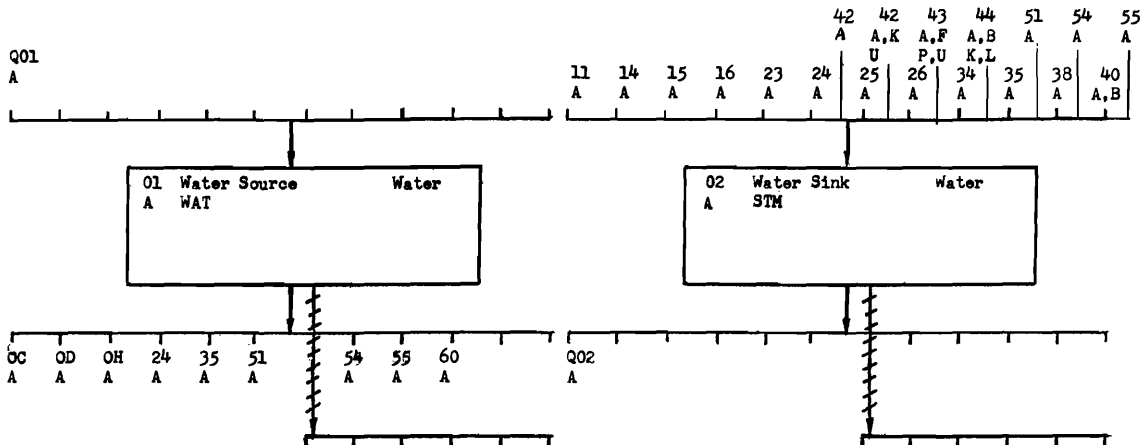 42 42 43 44 51 54 55
A A,K A,F A,B A A A
U P,U K,L
Q01
A
11 14 15 16 23 24 25 26 34 35 38 40
A A A A A A A A A A A A,B
01 Water Source Water
A WAT
02 Water Sink Water
A STM
0C 0D 0H 24 35 51 54 55 60
A A A A A A A A A
Q02
A